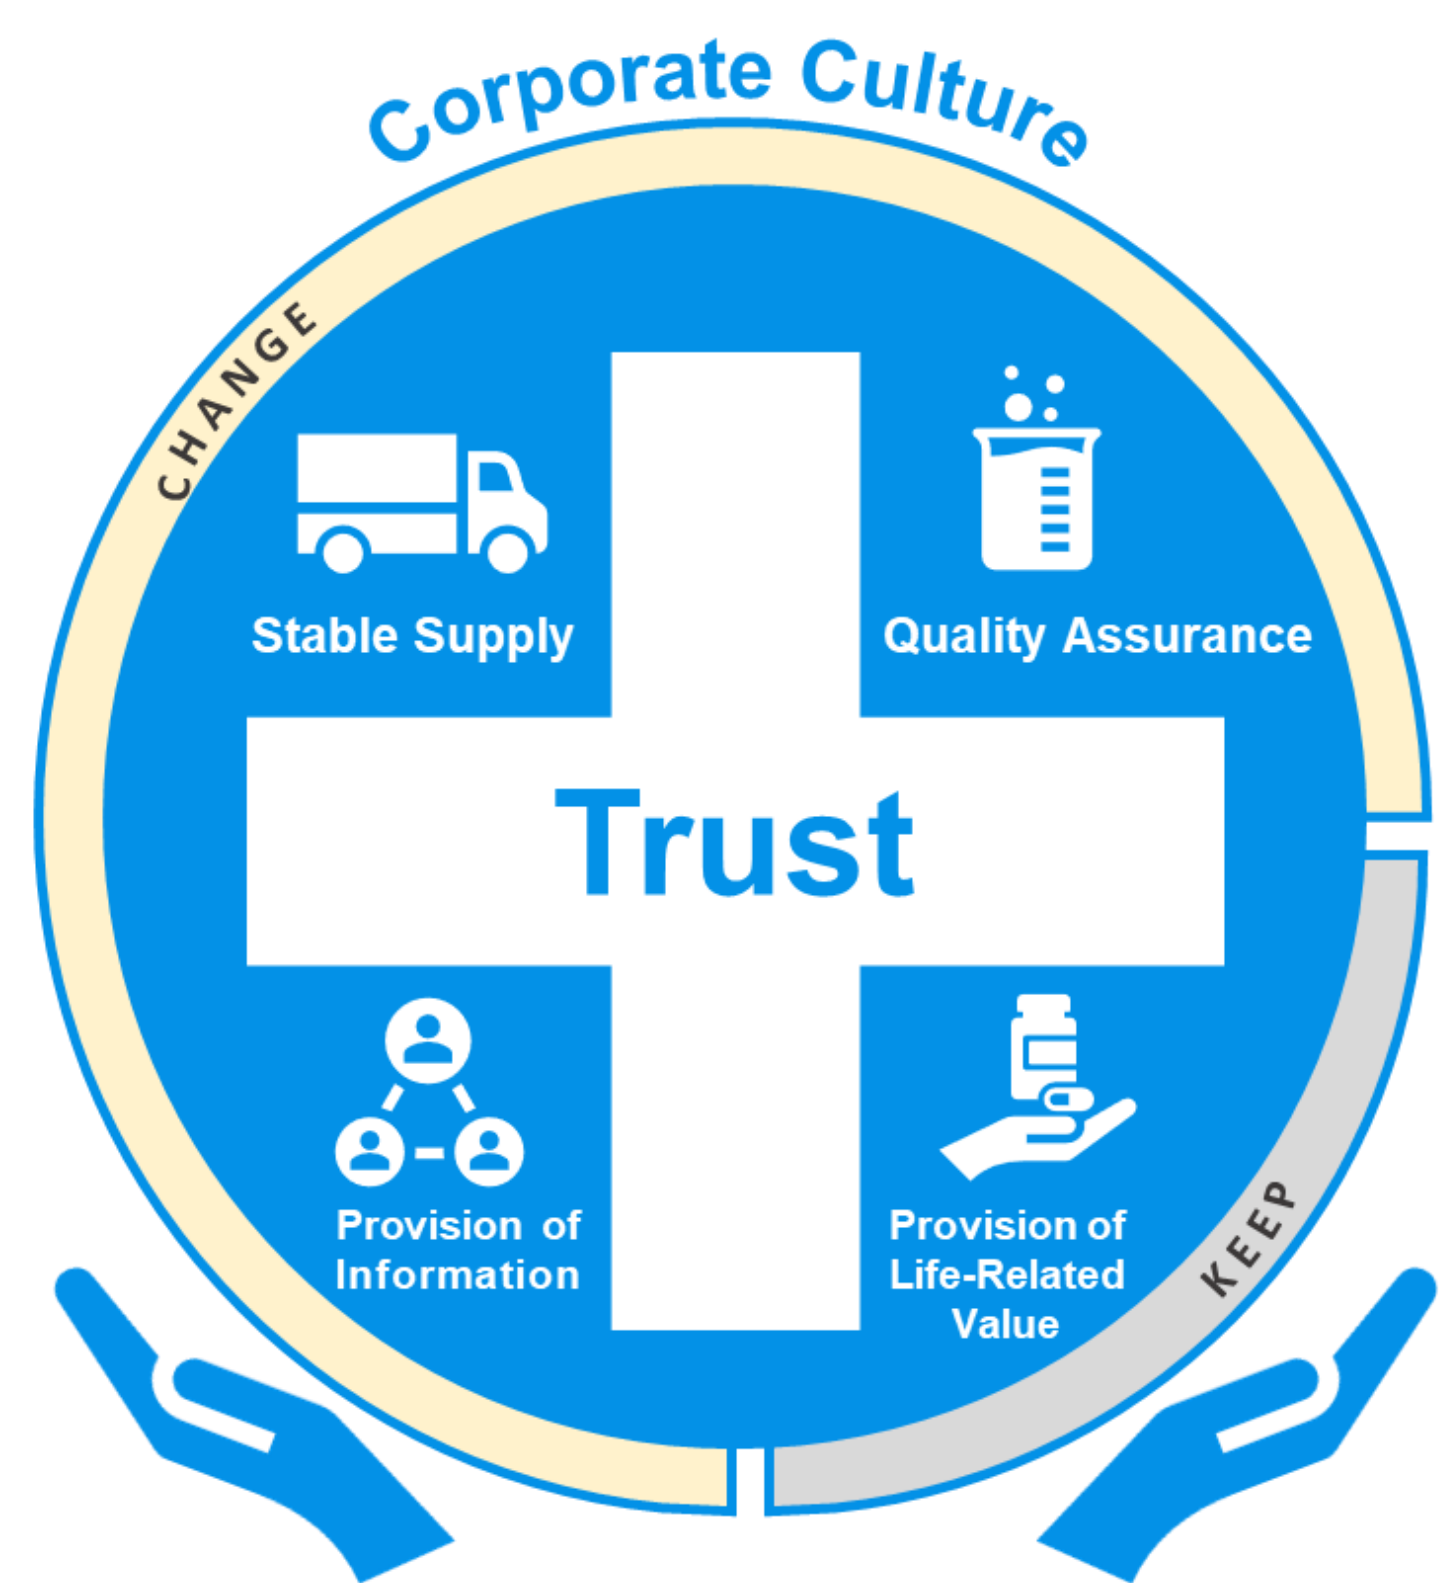 Corporate Culture
CHANGE
Stable Supply
Quality Assurance
Trust
Provision of
Information
Provision of
Life-Related
Value
KEEP